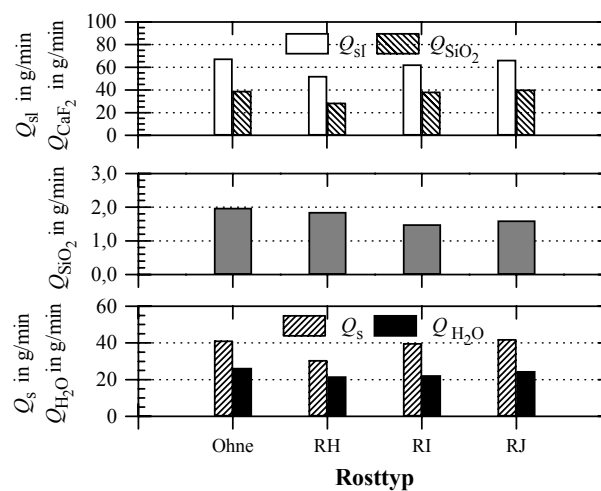 100
80
60
40
20
0
Q_sl in g/min
Q_CaF₂ in g/min
Q_sl Q_SiO₂
3,0
2,0
1,0
0,0
Q_SiO₂ in g/min
60
40
20
0
Q_s in g/min
Q_H₂O in g/min
Q_s Q_H₂O
Ohne RH RI RJ
Rosttyp